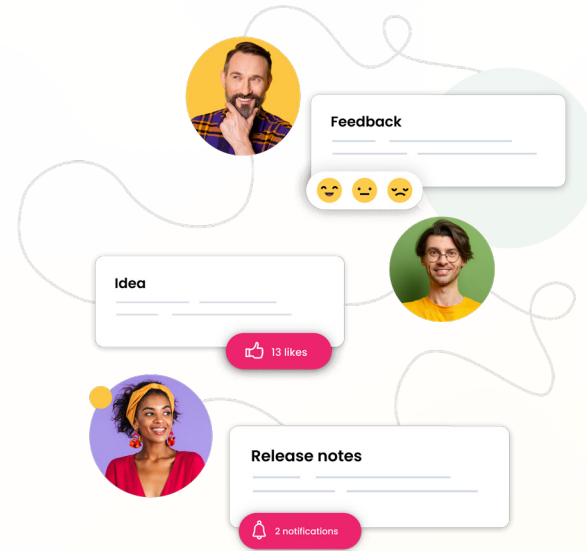 Feedback
Idea
13 likes
Release notes
2 notifications